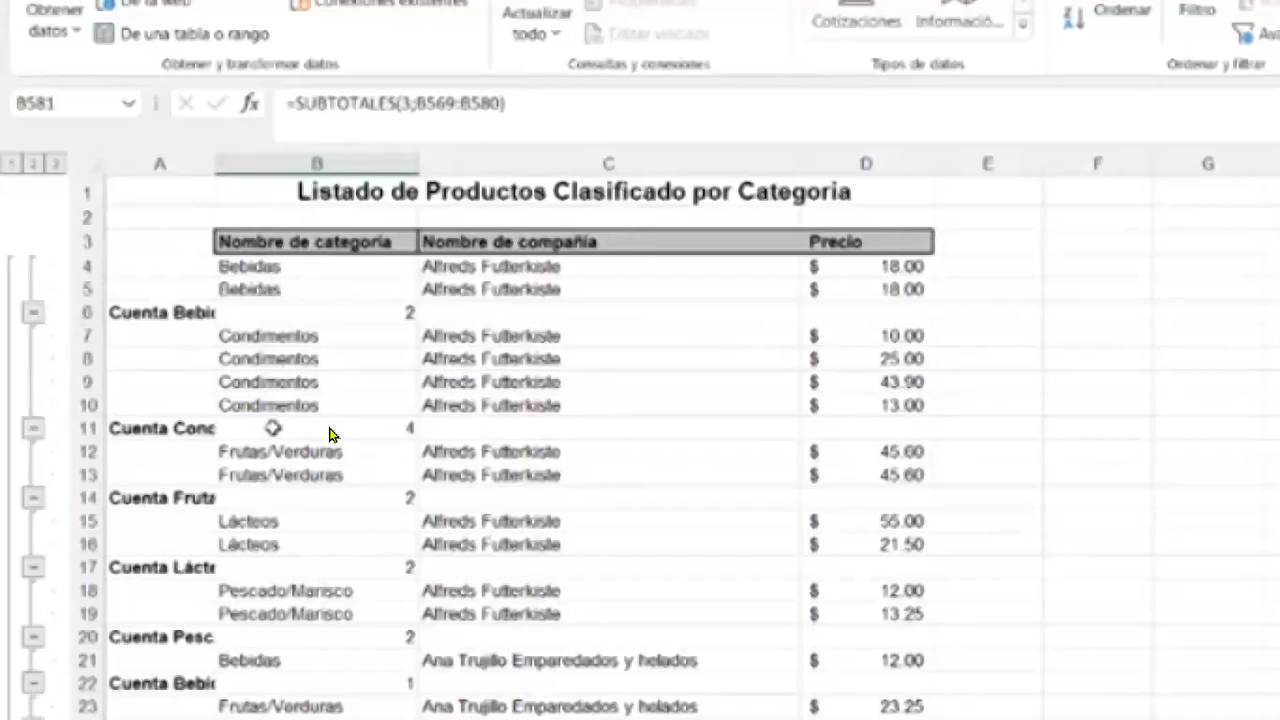 Obtener De la web Conexiones existentes Actualizar Propiedades Ordenar Filtro
datos De una tabla o rango todo Editar vínculos Cotizaciones Informació...
Obtener y transformar datos Consultas y conexiones Tipos de datos Ordenar y filtrar
B581 fx =SUBTOTALES(3;B569:B580)
1 2 3 A B C D E F G
1 Listado de Productos Clasificado por Categoria
2
3 Nombre de categoría Nombre de compañía Precio
4 Bebidas Alfreds Futterkiste $ 18.00
5 Bebidas Alfreds Futterkiste $ 18.00
6 Cuenta Bebi 2
7 Condimentos Alfreds Futterkiste $ 10.00
8 Condimentos Alfreds Futterkiste $ 25.00
9 Condimentos Alfreds Futterkiste $ 43.90
10 Condimentos Alfreds Futterkiste $ 13.00
11 Cuenta Conc 4
12 Frutas/Verduras Alfreds Futterkiste $ 45.60
13 Frutas/Verduras Alfreds Futterkiste $ 45.60
14 Cuenta Fruta 2
15 Lácteos Alfreds Futterkiste $ 55.00
16 Lácteos Alfreds Futterkiste $ 21.50
17 Cuenta Lácte 2
18 Pescado/Marisco Alfreds Futterkiste $ 12.00
19 Pescado/Marisco Alfreds Futterkiste $ 13.25
20 Cuenta Pesc 2
21 Bebidas Ana Trujillo Emparedados y helados $ 12.00
22 Cuenta Bebi 1
23 Frutas/Verduras Ana Trujillo Emparedados y helados $ 23.25